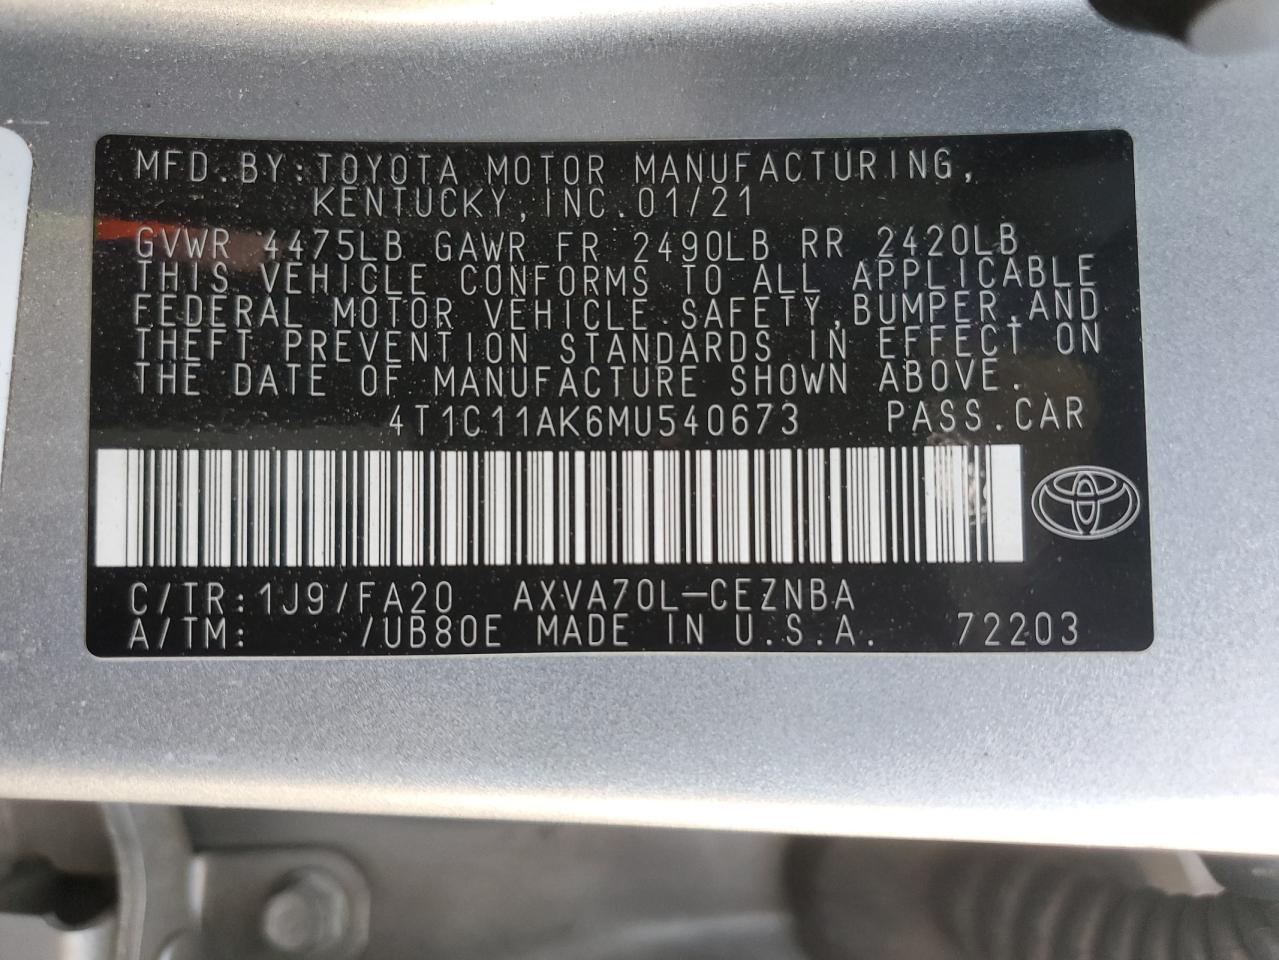 MFD.BY:TOYOTA MOTOR MANUFACTURING,
KENTUCKY,INC.01/21
GVWR 4475LB GAWR FR 2490LB RR 2420LB
THIS VEHICLE CONFORMS TO ALL APPLICABLE
FEDERAL MOTOR VEHICLE SAFETY,BUMPER,AND
THEFT PREVENTION STANDARDS IN EFFECT ON
THE DATE OF MANUFACTURE SHOWN ABOVE.
4T1C11AK6MU540673 PASS.CAR
C/TR:1J9/FA20 AXVA70L-CEZNBA
A/TM: /UB80E MADE IN U.S.A. 72203